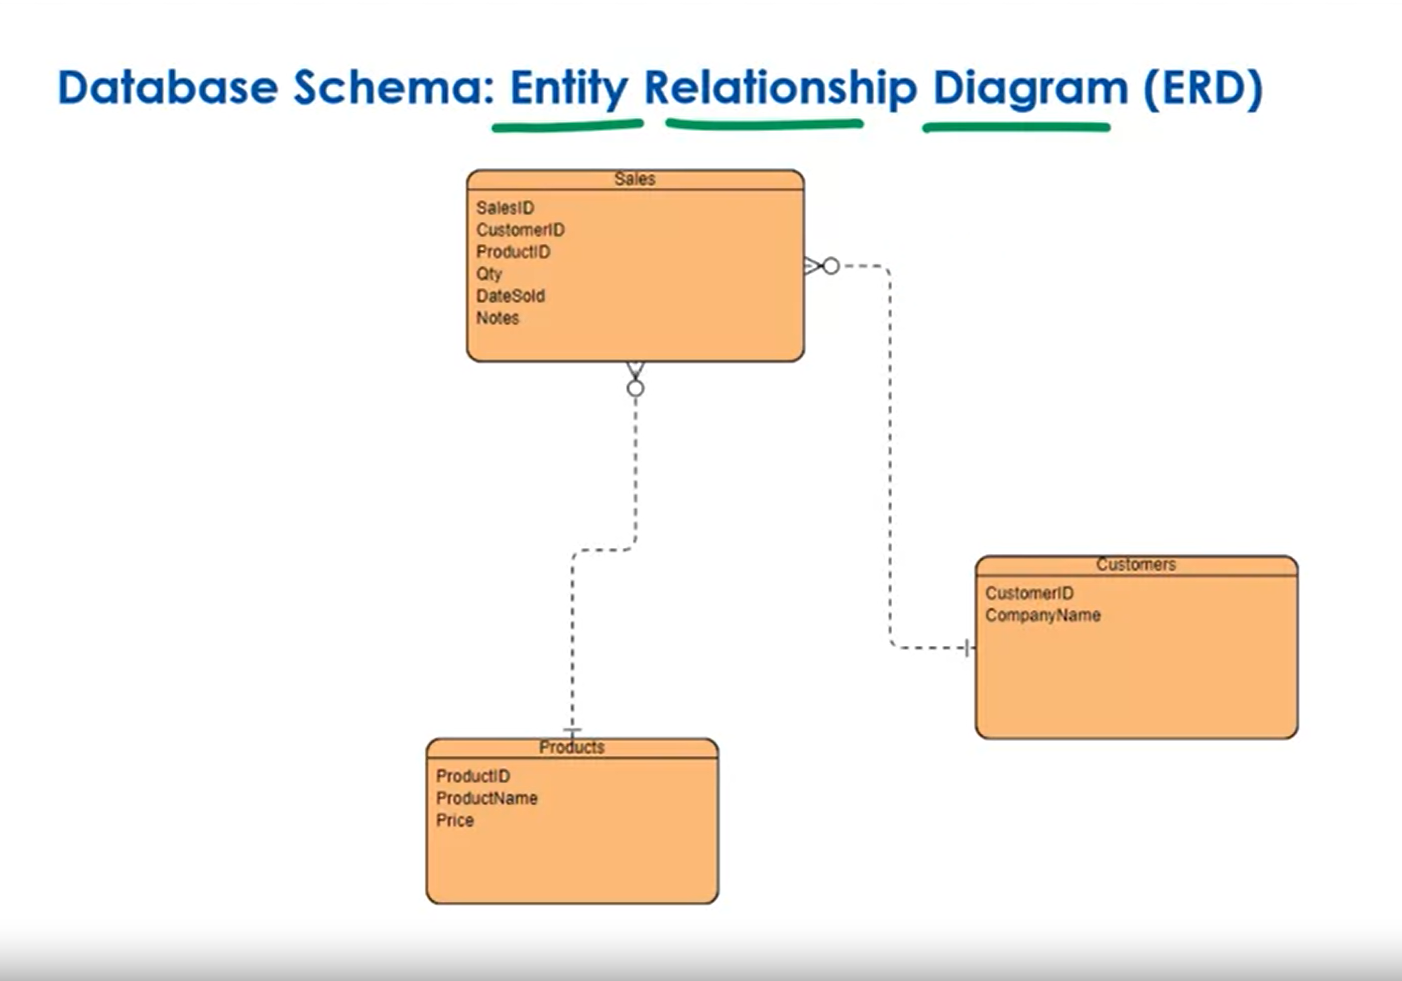 Database Schema: Entity Relationship Diagram (ERD)
Sales
SalesID
CustomerID
ProductID
Qty
DateSold
Notes
Customers
CustomerID
CompanyName
Products
ProductID
ProductName
Price